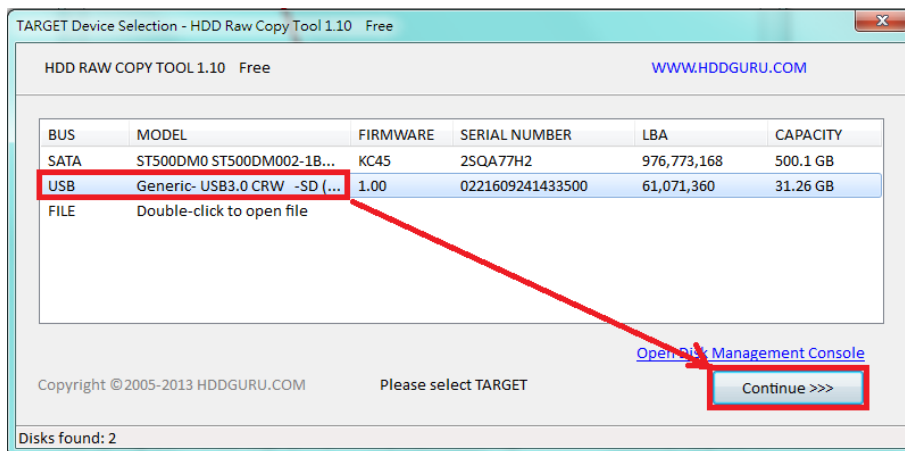 TARGET Device Selection - HDD Raw Copy Tool 1.10 Free
HDD RAW COPY TOOL 1.10 Free WWW.HDDGURU.COM
BUS MODEL FIRMWARE SERIAL NUMBER LBA CAPACITY
SATA ST500DM0 ST500DM002-1B... KC45 2SQA77H2 976,773,168 500.1 GB
USB Generic- USB3.0 CRW -SD (... 1.00 0221609241433500 61,071,360 31.26 GB
FILE Double-click to open file
Open Disk Management Console
Copyright ©2005-2013 HDDGURU.COM Please select TARGET Continue >>>
Disks found: 2